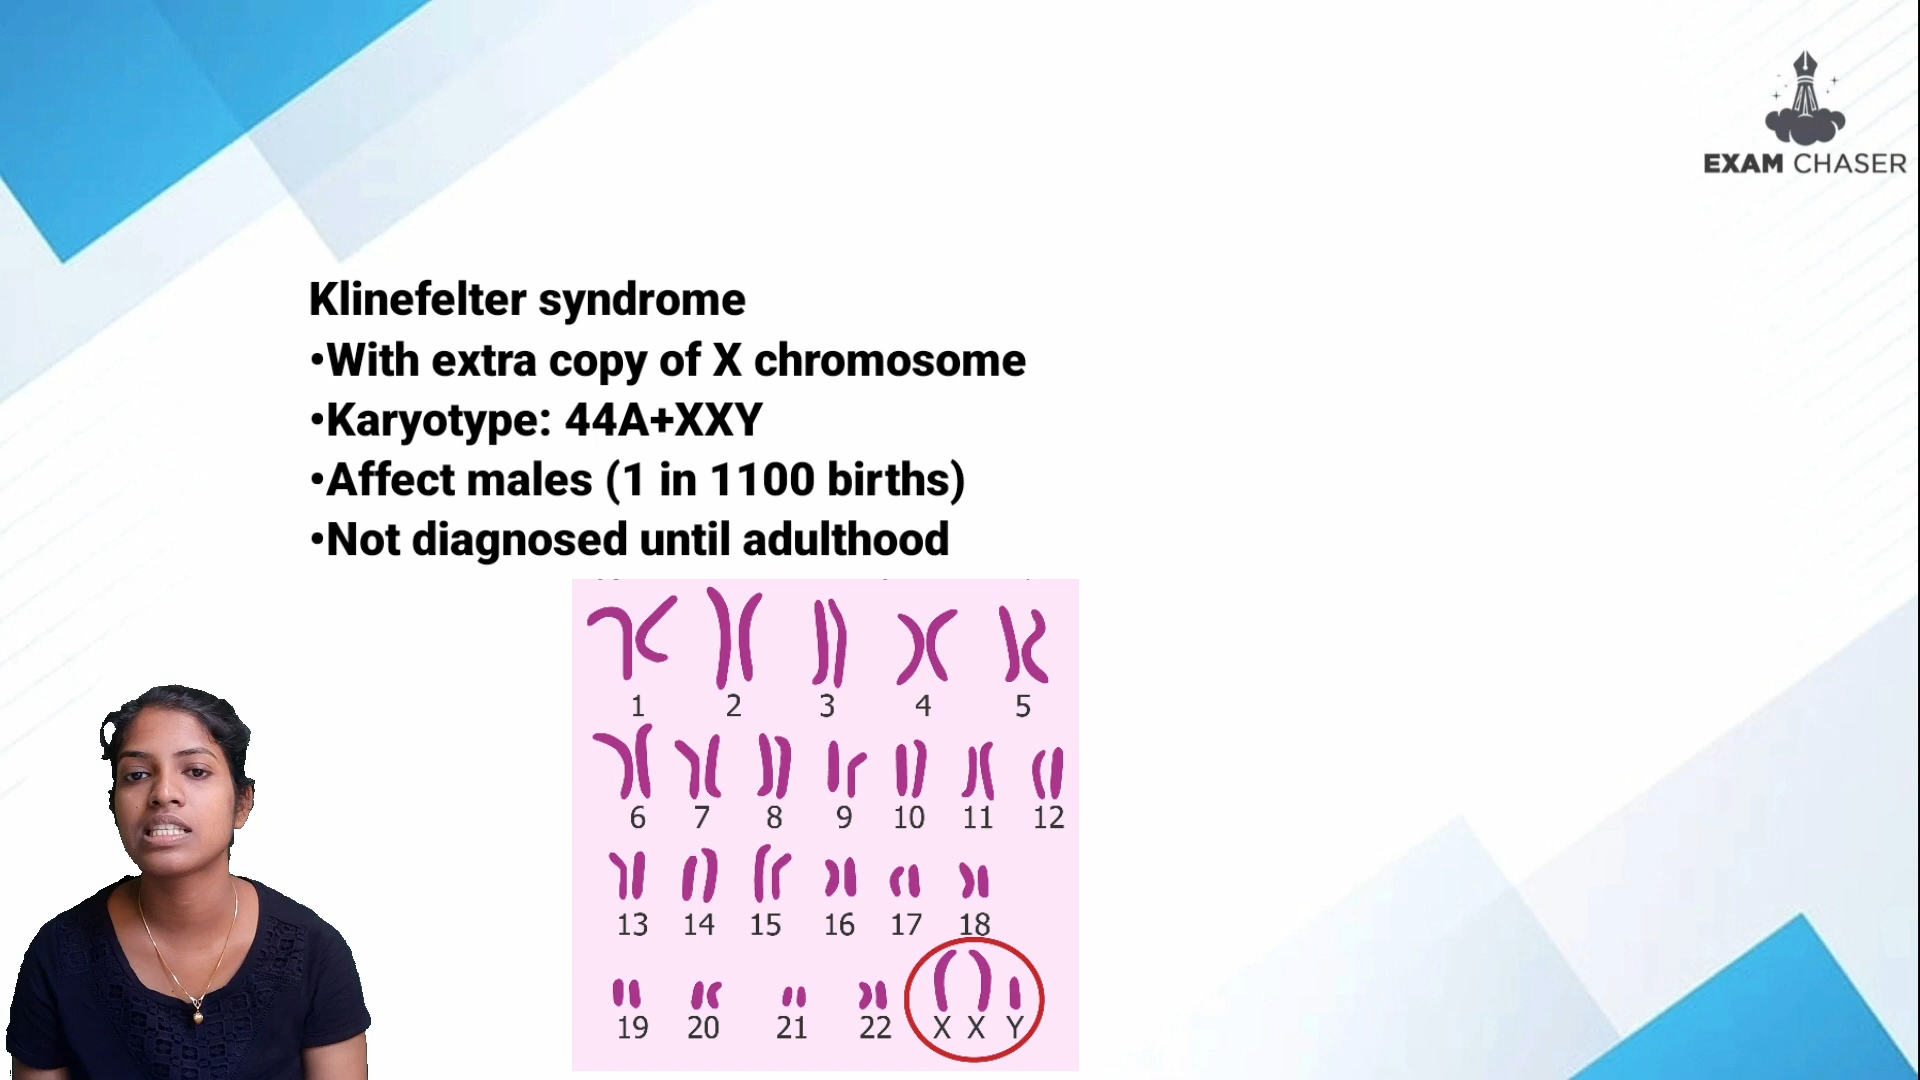 EXAM CHASER
Klinefelter syndrome
•With extra copy of X chromosome
•Karyotype: 44A+XXY
•Affect males (1 in 1100 births)
•Not diagnosed until adulthood
1 2 3 4 5
6 7 8 9 10 11 12
13 14 15 16 17 18
19 20 21 22 X X Y